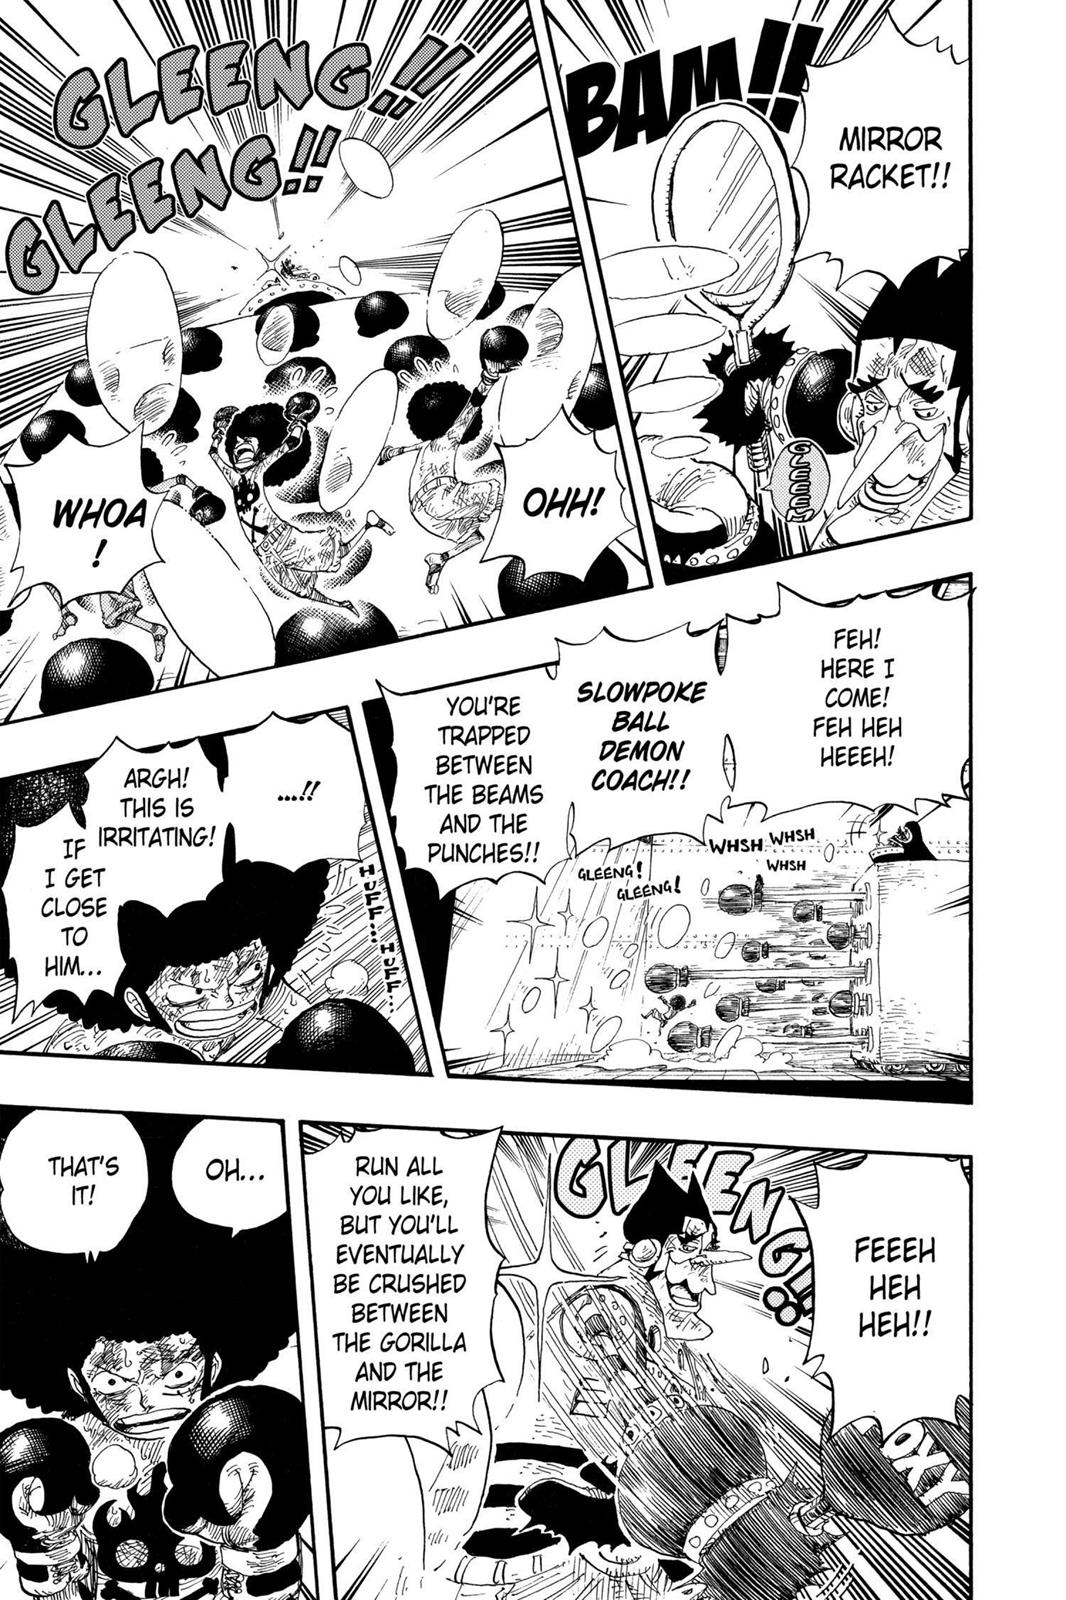 BAM!!
MIRROR
RACKET!!
GLEEEN
GLEENG!!
GLEENG!!
OHH!
WHOA
!
FEH!
HERE I
COME!
FEH HEH
HEEEH!
SLOWPOKE
BALL
DEMON
COACH!!
YOU'RE
TRAPPED
BETWEEN
THE BEAMS
AND THE
PUNCHES!!
WHSH WHSH
WHSH
GLEENG!
GLEENG!
....!!
ARGH!
THIS IS
IRRITATING!
IF
I GET
CLOSE
TO
HIM...
HUFF...
HUFF...
FEEEH
HEH
HEH!!
GLEENG!!
RUN ALL
YOU LIKE,
BUT YOU'LL
EVENTUALLY
BE CRUSHED
BETWEEN
THE GORILLA
AND THE
MIRROR!!
FOXY
OH...
THAT'S
IT!